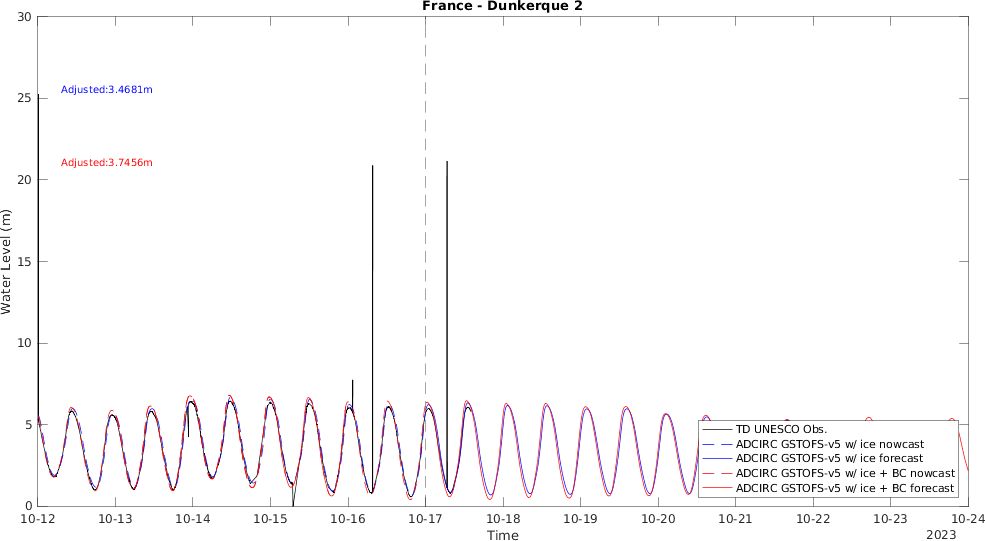 France - Dunkerque 2
30
25
20
15
10
5
0
Water Level (m)
Adjusted:3.4681m
Adjusted:3.7456m
TD UNESCO Obs.
ADCIRC GSTOFS-v5 w/ ice nowcast
ADCIRC GSTOFS-v5 w/ ice forecast
ADCIRC GSTOFS-v5 w/ ice + BC nowcast
ADCIRC GSTOFS-v5 w/ ice + BC forecast
10-12 10-13 10-14 10-15 10-16 10-17 10-18 10-19 10-20 10-21 10-22 10-23 10-24
Time
2023